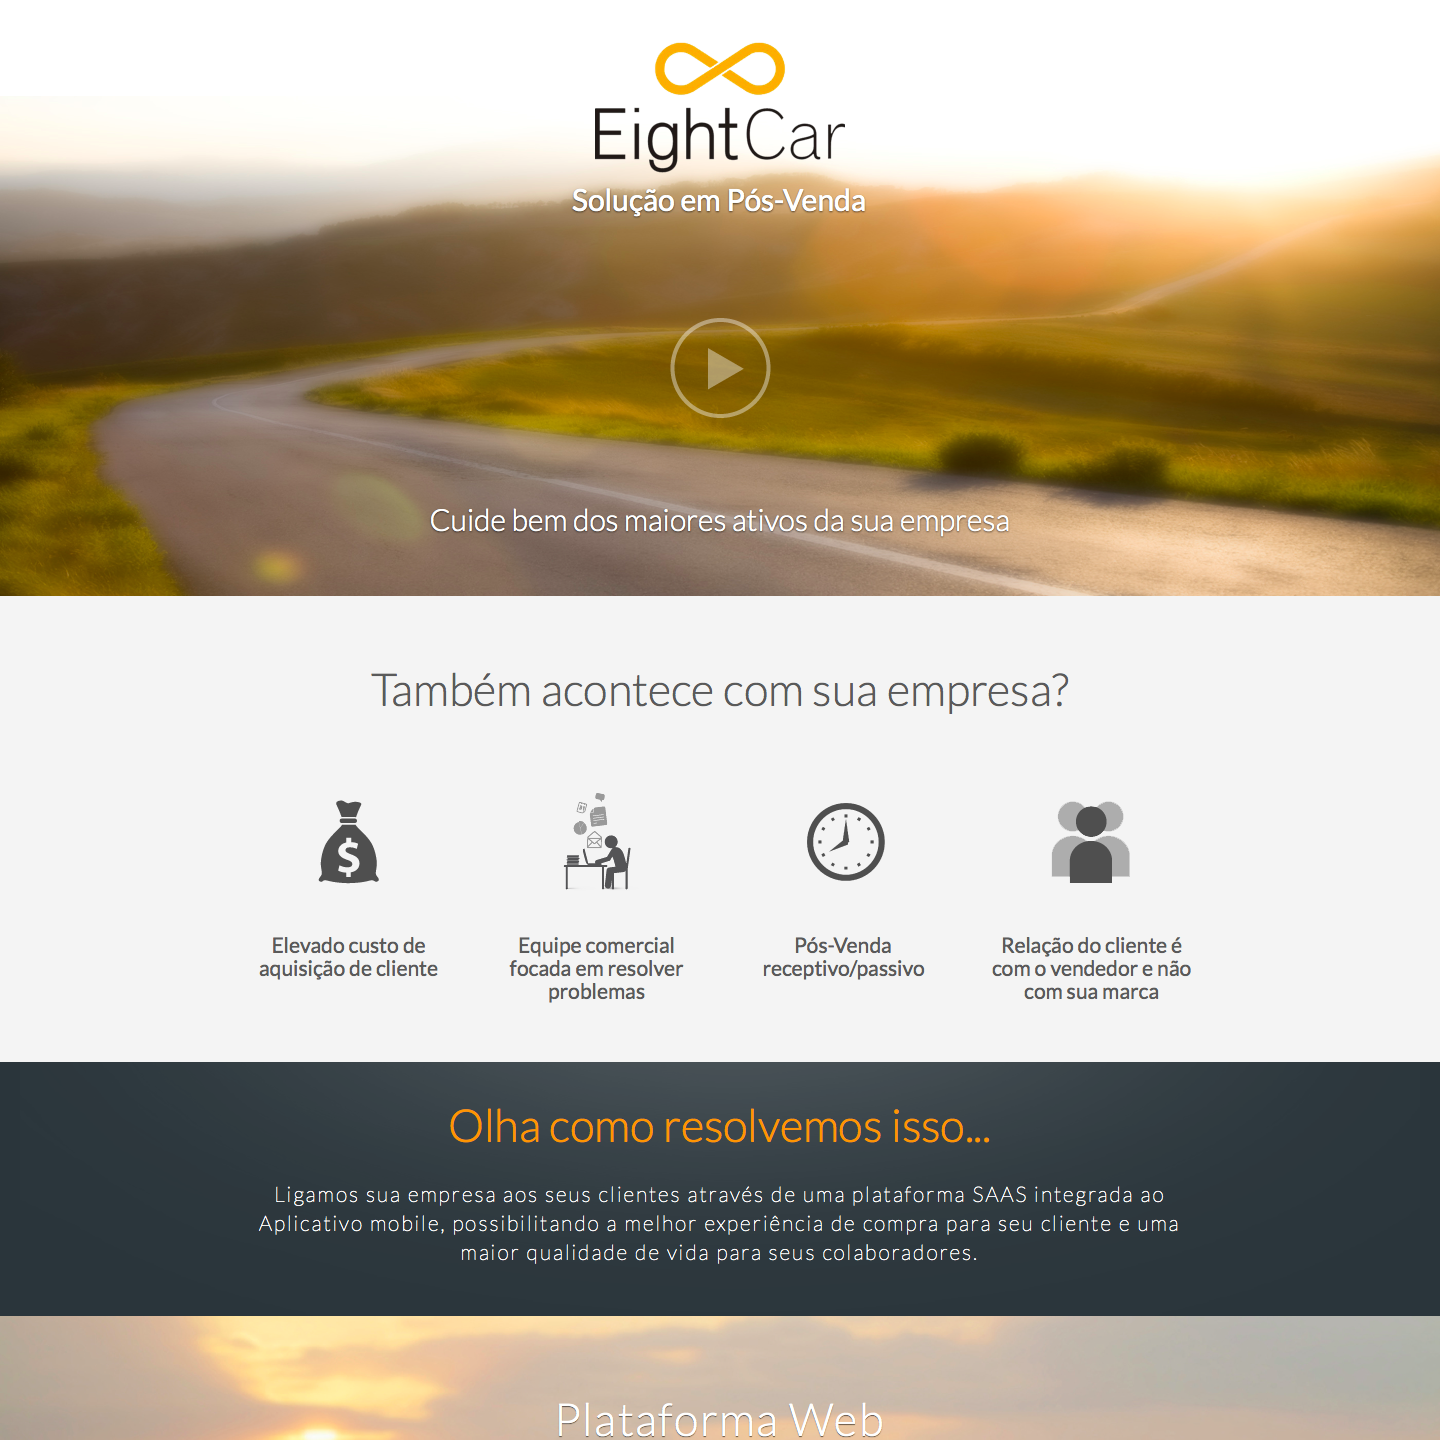 EightCar
Solução em Pós-Venda
Cuide bem dos maiores ativos da sua empresa
Também acontece com sua empresa?
$
Elevado custo de
aquisição de cliente
Equipe comercial
focada em resolver
problemas
Pós-Venda
receptivo/passivo
Relação do cliente é
com o vendedor e não
com sua marca
Olha como resolvemos isso...
Ligamos sua empresa aos seus clientes através de uma plataforma SAAS integrada ao
Aplicativo mobile, possibilitando a melhor experiência de compra para seu cliente e uma
maior qualidade de vida para seus colaboradores.
Plataforma Web